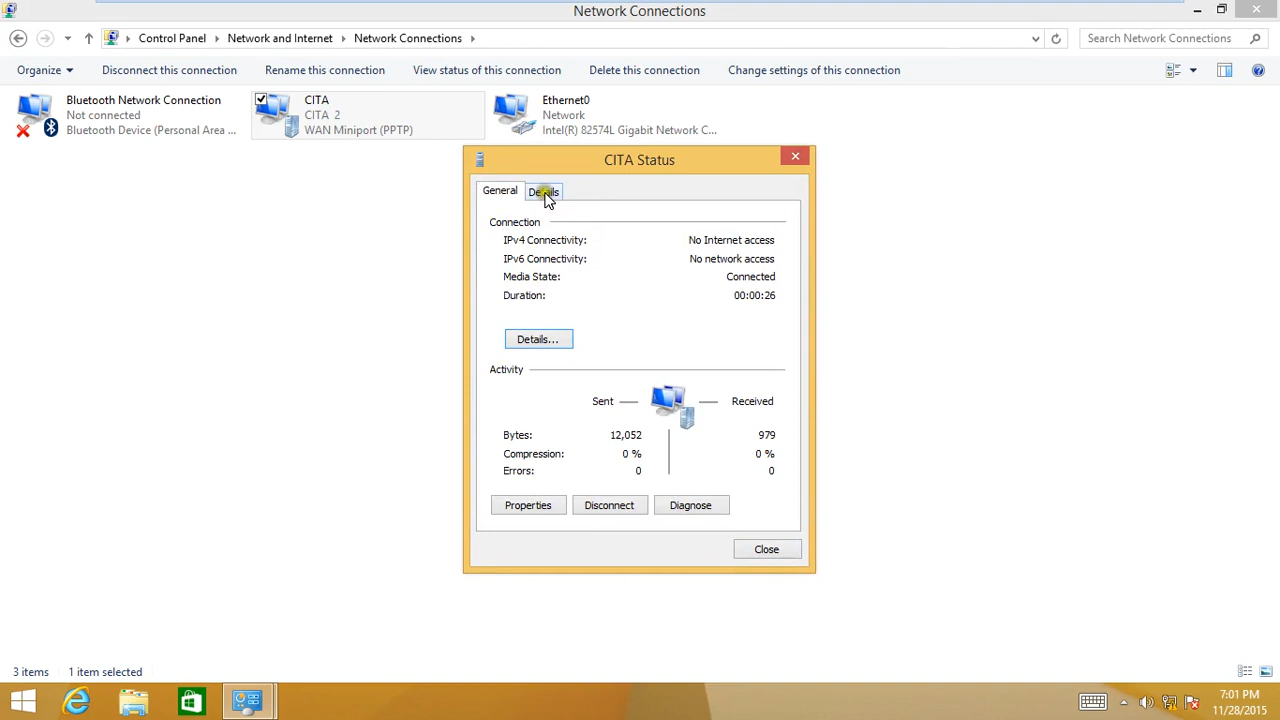 Network Connections
Control Panel
Network and Internet
Network Connections
Search Network Connections
Organize
Disconnect this connection
Rename this connection
View status of this connection
Delete this connection
Change settings of this connection
Bluetooth Network Connection
Not connected
Bluetooth Device (Personal Area ...
CITA
CITA 2
WAN Miniport (PPTP)
Ethernet0
Network
Intel(R) 82574L Gigabit Network C...
CITA Status
General
Details
Connection
IPv4 Connectivity: No Internet access
IPv6 Connectivity: No network access
Media State: Connected
Duration: 00:00:26
Details...
Activity
Sent Received
Bytes: 12,052 979
Compression: 0 % 0 %
Errors: 0 0
Properties Disconnect Diagnose
Close
3 items 1 item selected
7:01 PM
11/28/2015